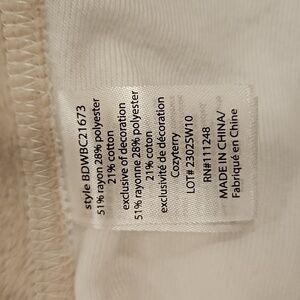 style BDWBC21673
51% rayon 28% polyester
21% cotton
exclusive of decoration
51% rayonne 28% polyester
21% coton
exclusivité de décoration
Cozyterry
LOT# 2302SW10
RN#111248
MADE IN CHINA/
Fabriqué en Chine